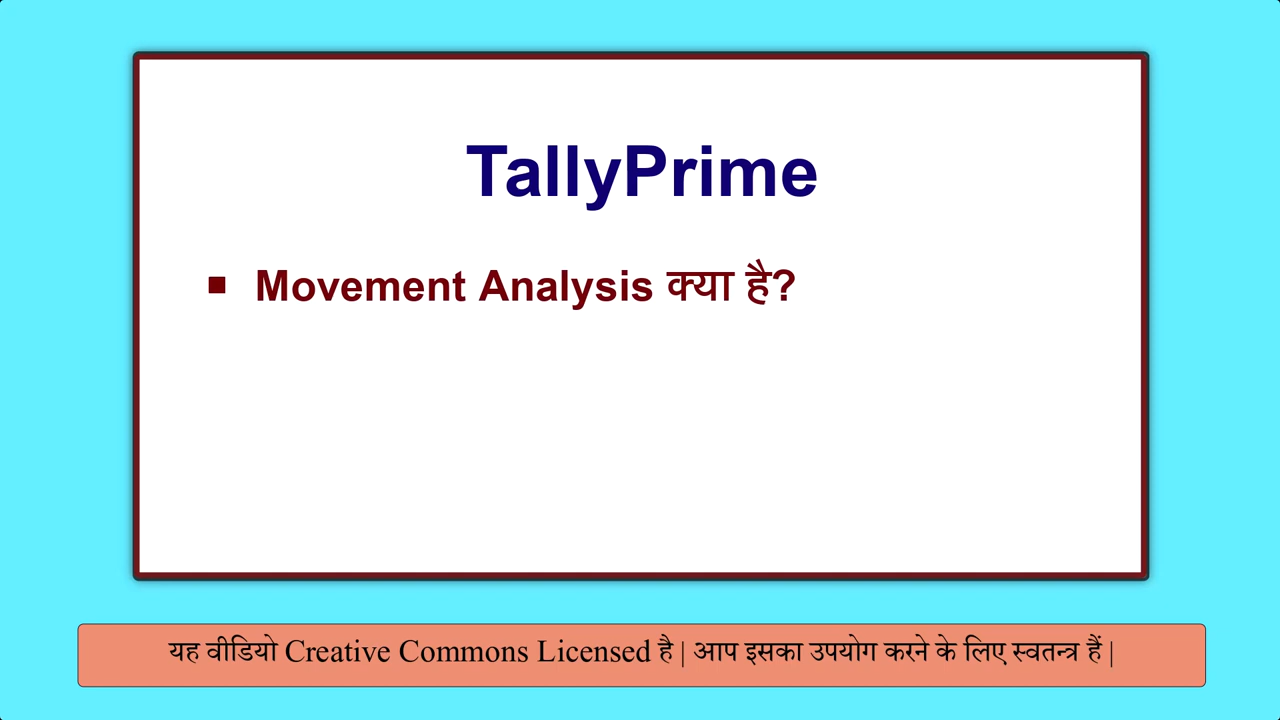 TallyPrime
■ Movement Analysis क्या है?
यह वीडियो Creative Commons Licensed है | आप इसका उपयोग करने के लिए स्वतन्त्र हैं |